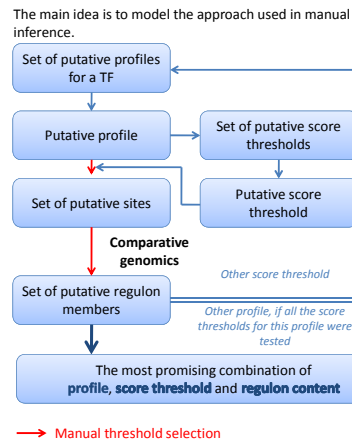 The main idea is to model the approach used in manual
inference.
Set of putative profiles
for a TF
Putative profile
Set of putative score
thresholds
Set of putative sites
Putative score
threshold
Comparative
genomics
Set of putative regulon
members
Other score threshold
Other profile, if all the score
thresholds for this profile were
tested
The most promising combination of
profile, score threshold and regulon content
Manual threshold selection